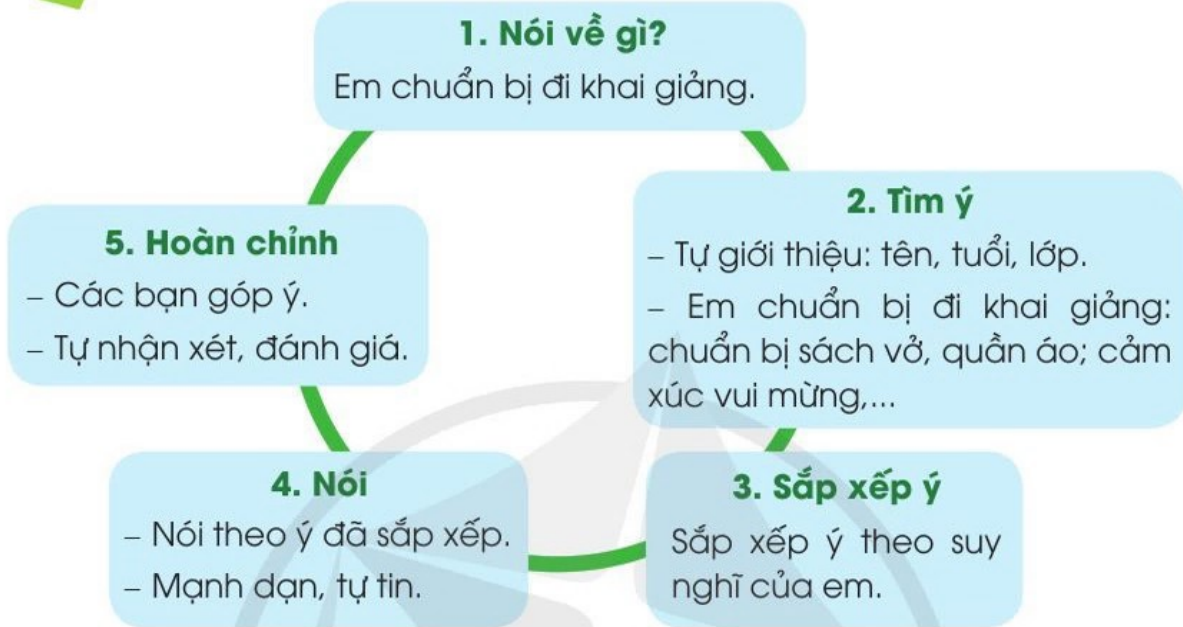 1. Nói về gì?
Em chuẩn bị đi khai giảng.
2. Tìm ý
– Tự giới thiệu: tên, tuổi, lớp.
– Em chuẩn bị đi khai giảng:
chuẩn bị sách vở, quần áo; cảm
xúc vui mừng,...
3. Sắp xếp ý
Sắp xếp ý theo suy
nghĩ của em.
4. Nói
– Nói theo ý đã sắp xếp.
– Mạnh dạn, tự tin.
5. Hoàn chỉnh
– Các bạn góp ý.
– Tự nhận xét, đánh giá.